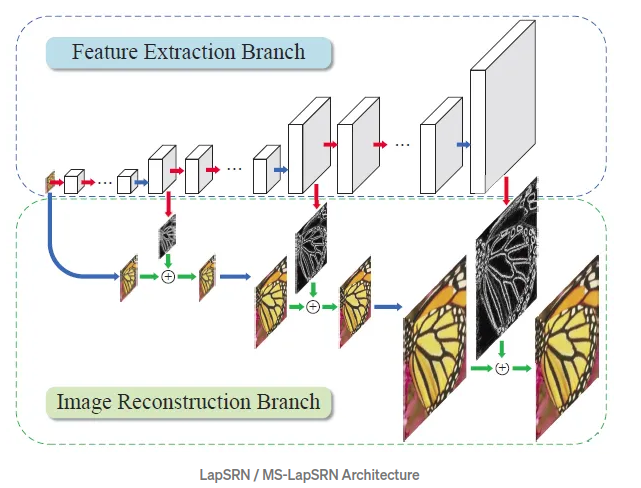 Feature Extraction Branch
...
...
...
Image Reconstruction Branch
LapSRN / MS-LapSRN Architecture